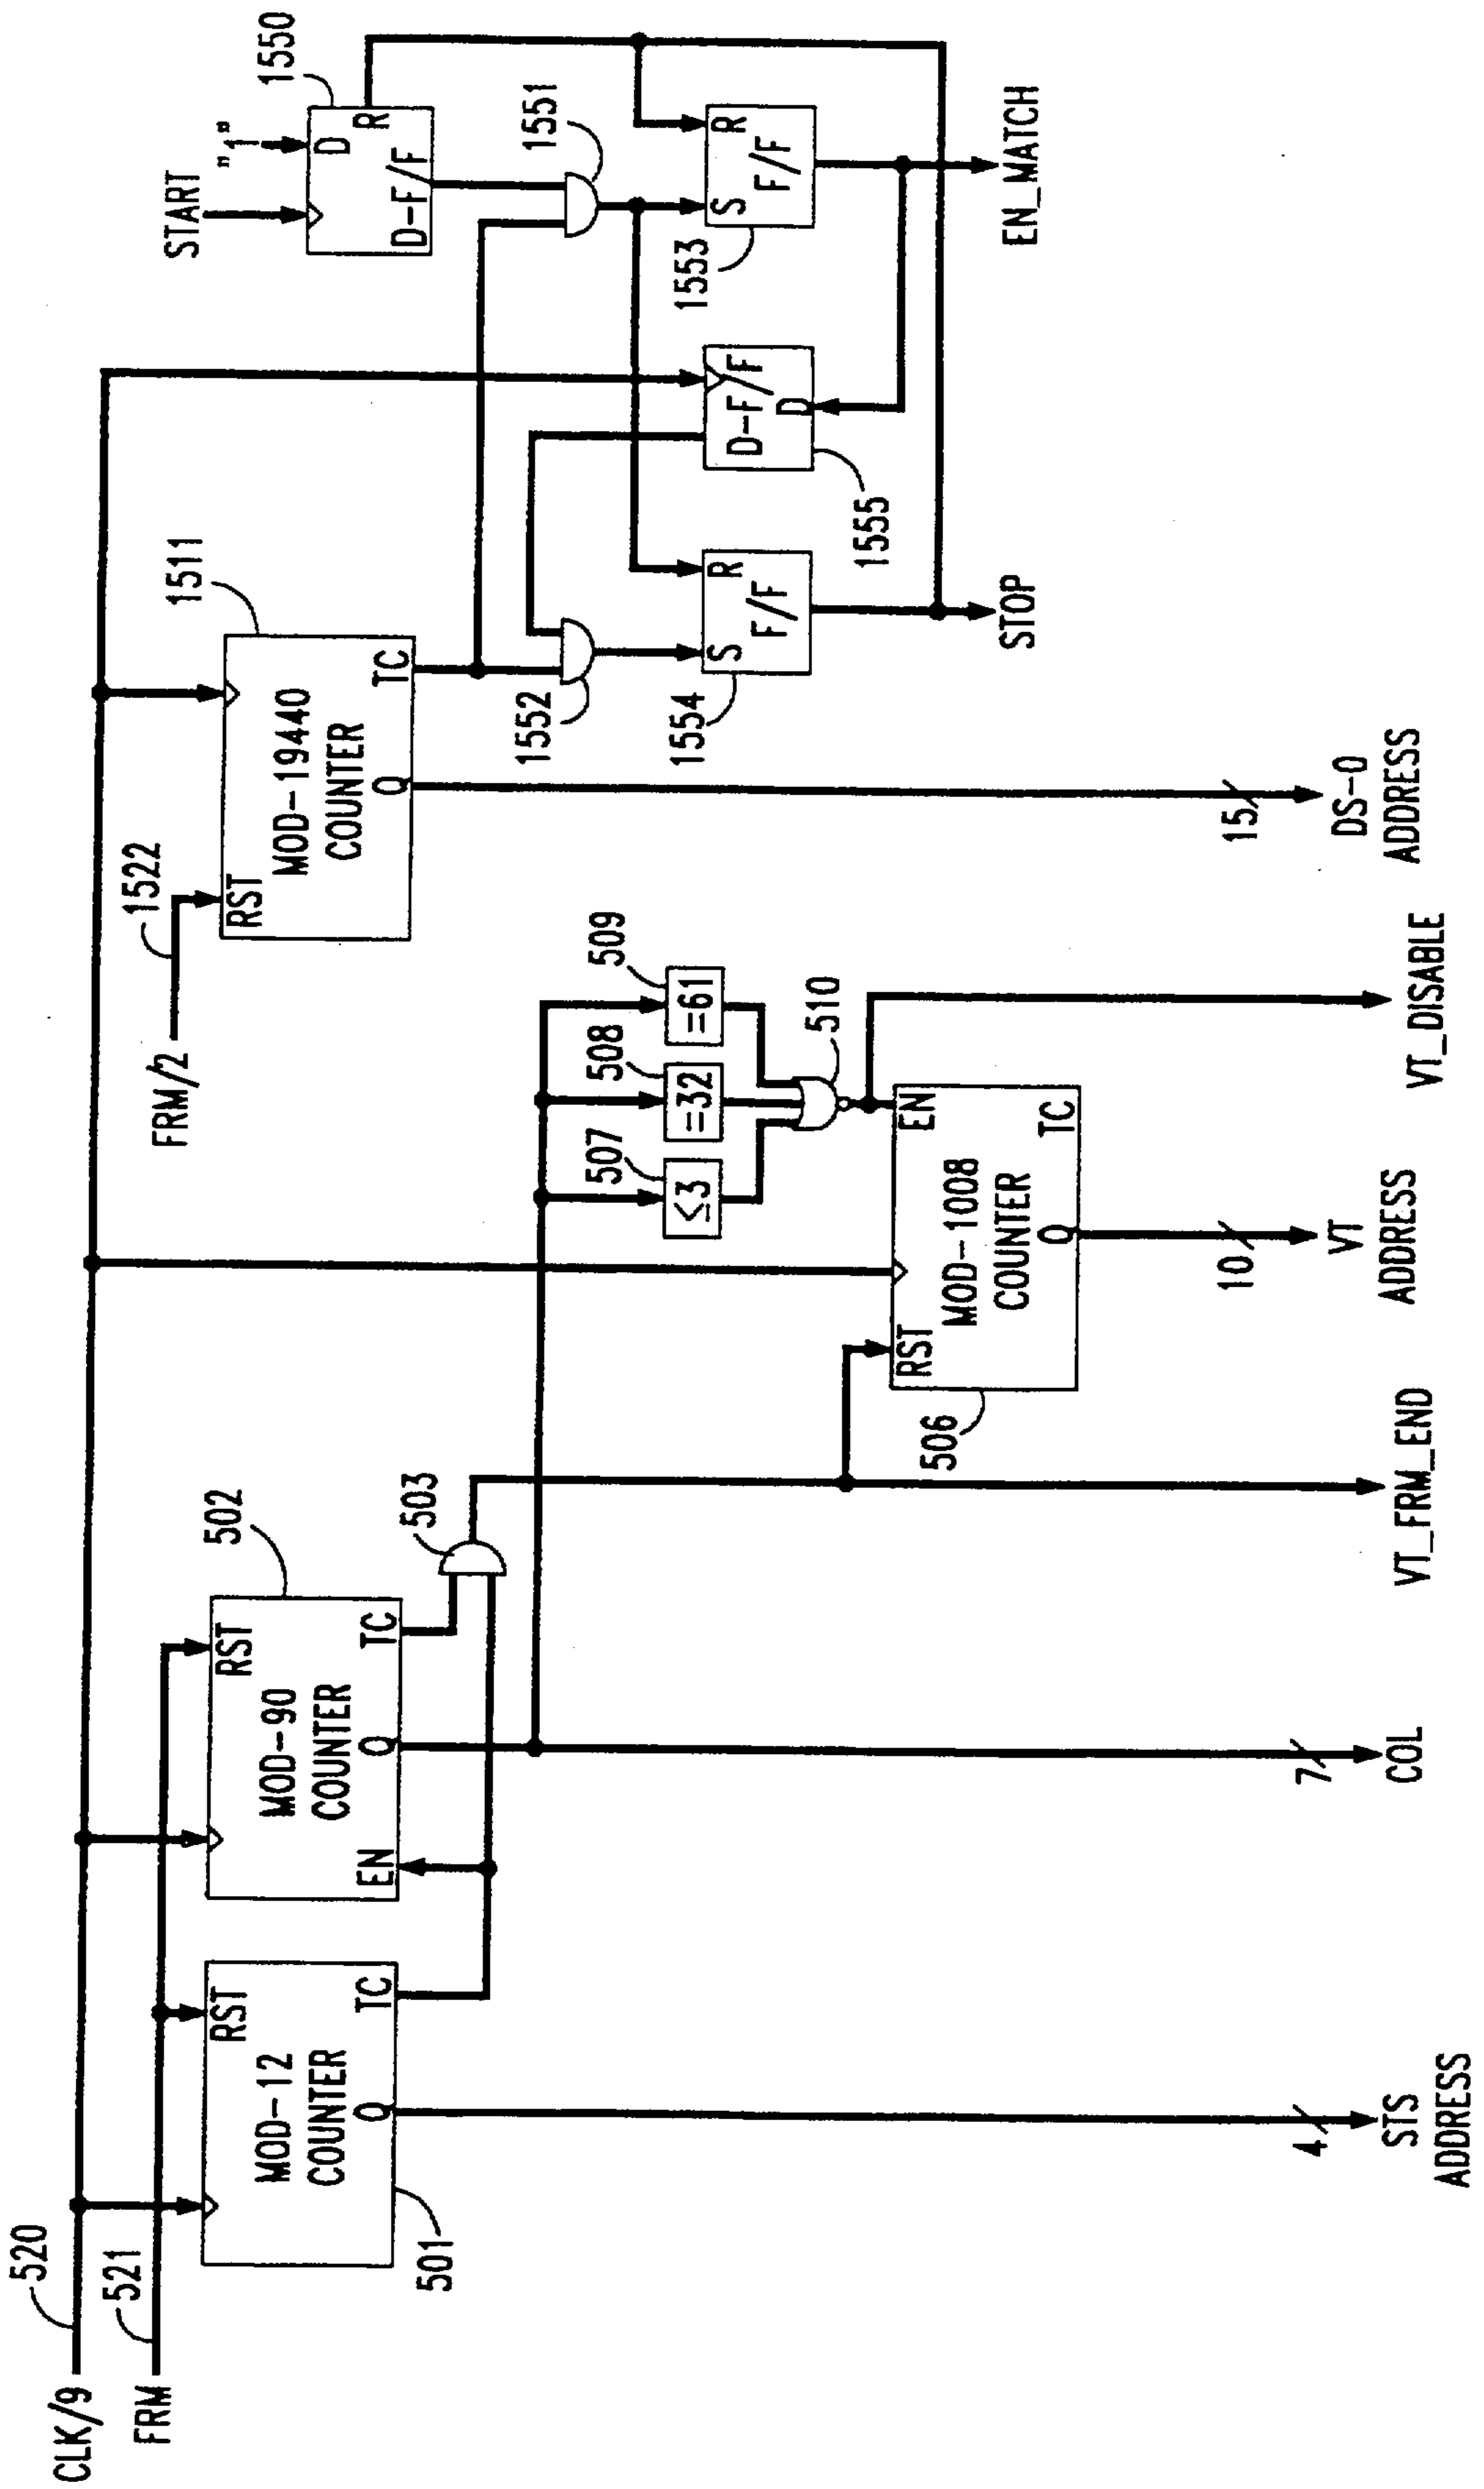 CLK/9
520
FRM
521
MOD-12
COUNTER
RST
TC
Q
501
STS
ADDRESS
4
MOD-90
COUNTER
RST
EN
TC
Q
502
503
COL
7
VT_FRM_END
RST
MOD-1008
COUNTER
EN
TC
Q
506
10
VT
ADDRESS
≤3
507
=32
508
=61
509
510
VT_DISABLE
FRM/2
1522
RST
MOD-19440
COUNTER
TC
Q
1511
15
DS-0
ADDRESS
1552
S
R
F/F
1554
STOP
D-F/F
D
1555
START
"1"
D
R
D-F/F
1550
1551
S
R
F/F
1553
EN_MATCH